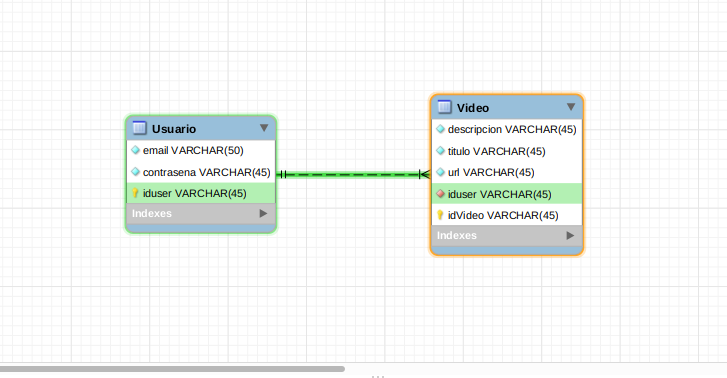 Usuario
email VARCHAR(50)
contrasena VARCHAR(45)
iduser VARCHAR(45)
Indexes
Video
descripcion VARCHAR(45)
titulo VARCHAR(45)
url VARCHAR(45)
iduser VARCHAR(45)
idVideo VARCHAR(45)
Indexes